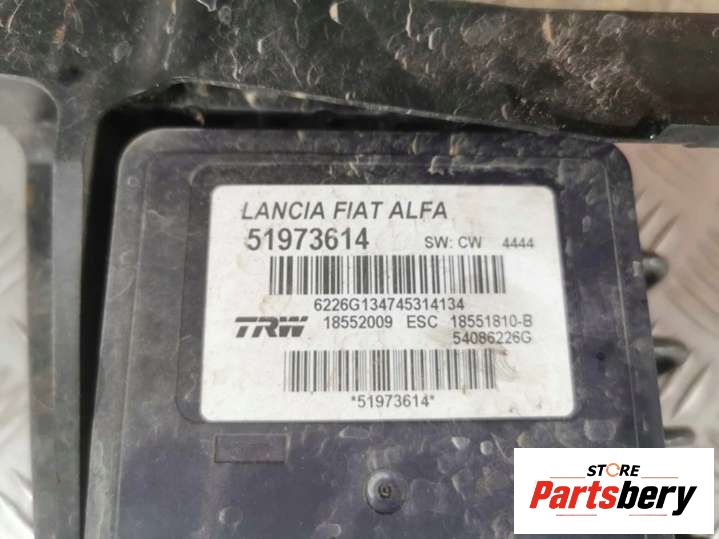 LANCIA FIAT ALFA
51973614 SW: CW 4444
6226G134745314134
TRW 18552009 ESC 18551810-B
54086226G
*51973614*
STORE
Partsbery